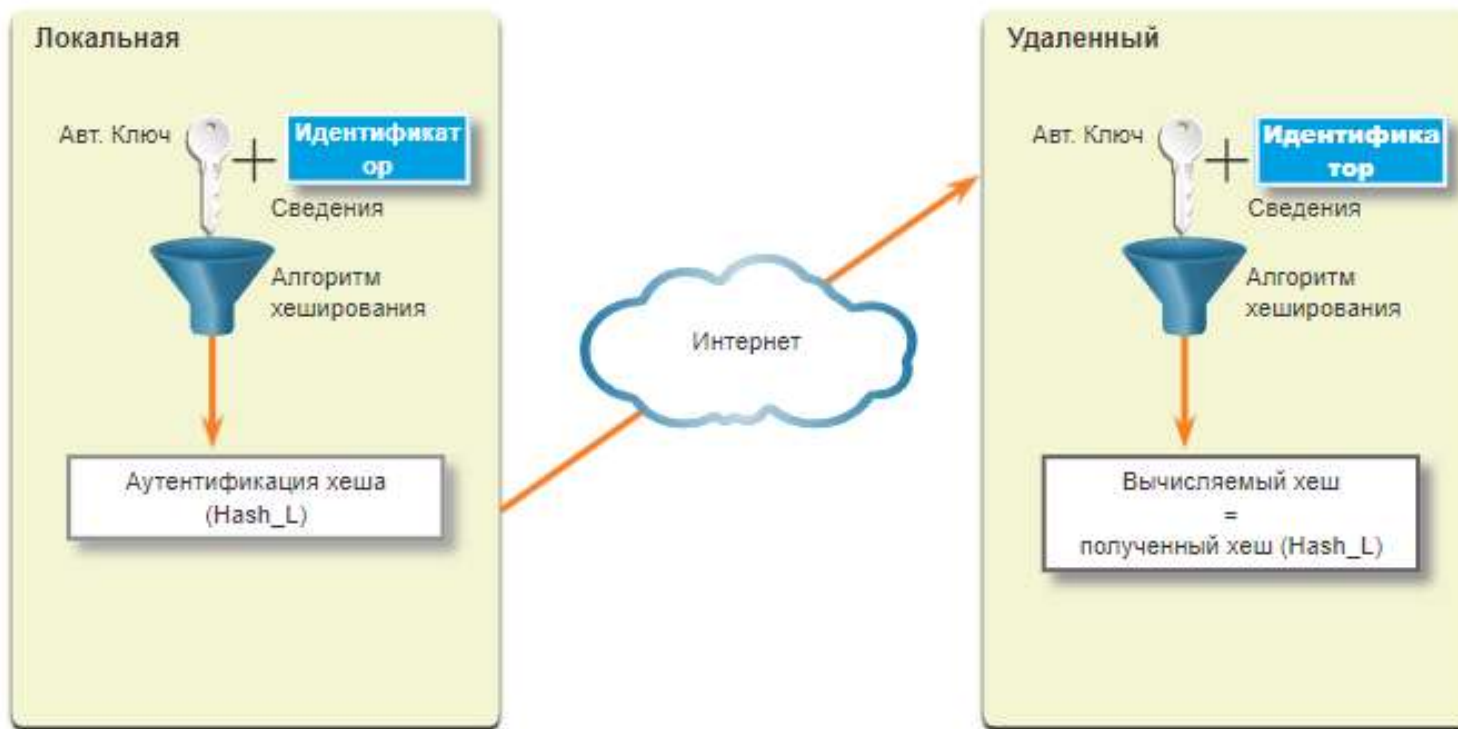 Локальная
Авт. Ключ
Идентификат
ор
Сведения
Алгоритм
хеширования
Аутентификация хеша
(Hash_L)
Интернет
Удаленный
Авт. Ключ
Идентифика
тор
Сведения
Алгоритм
хеширования
Вычисляемый хеш
=
полученный хеш (Hash_L)